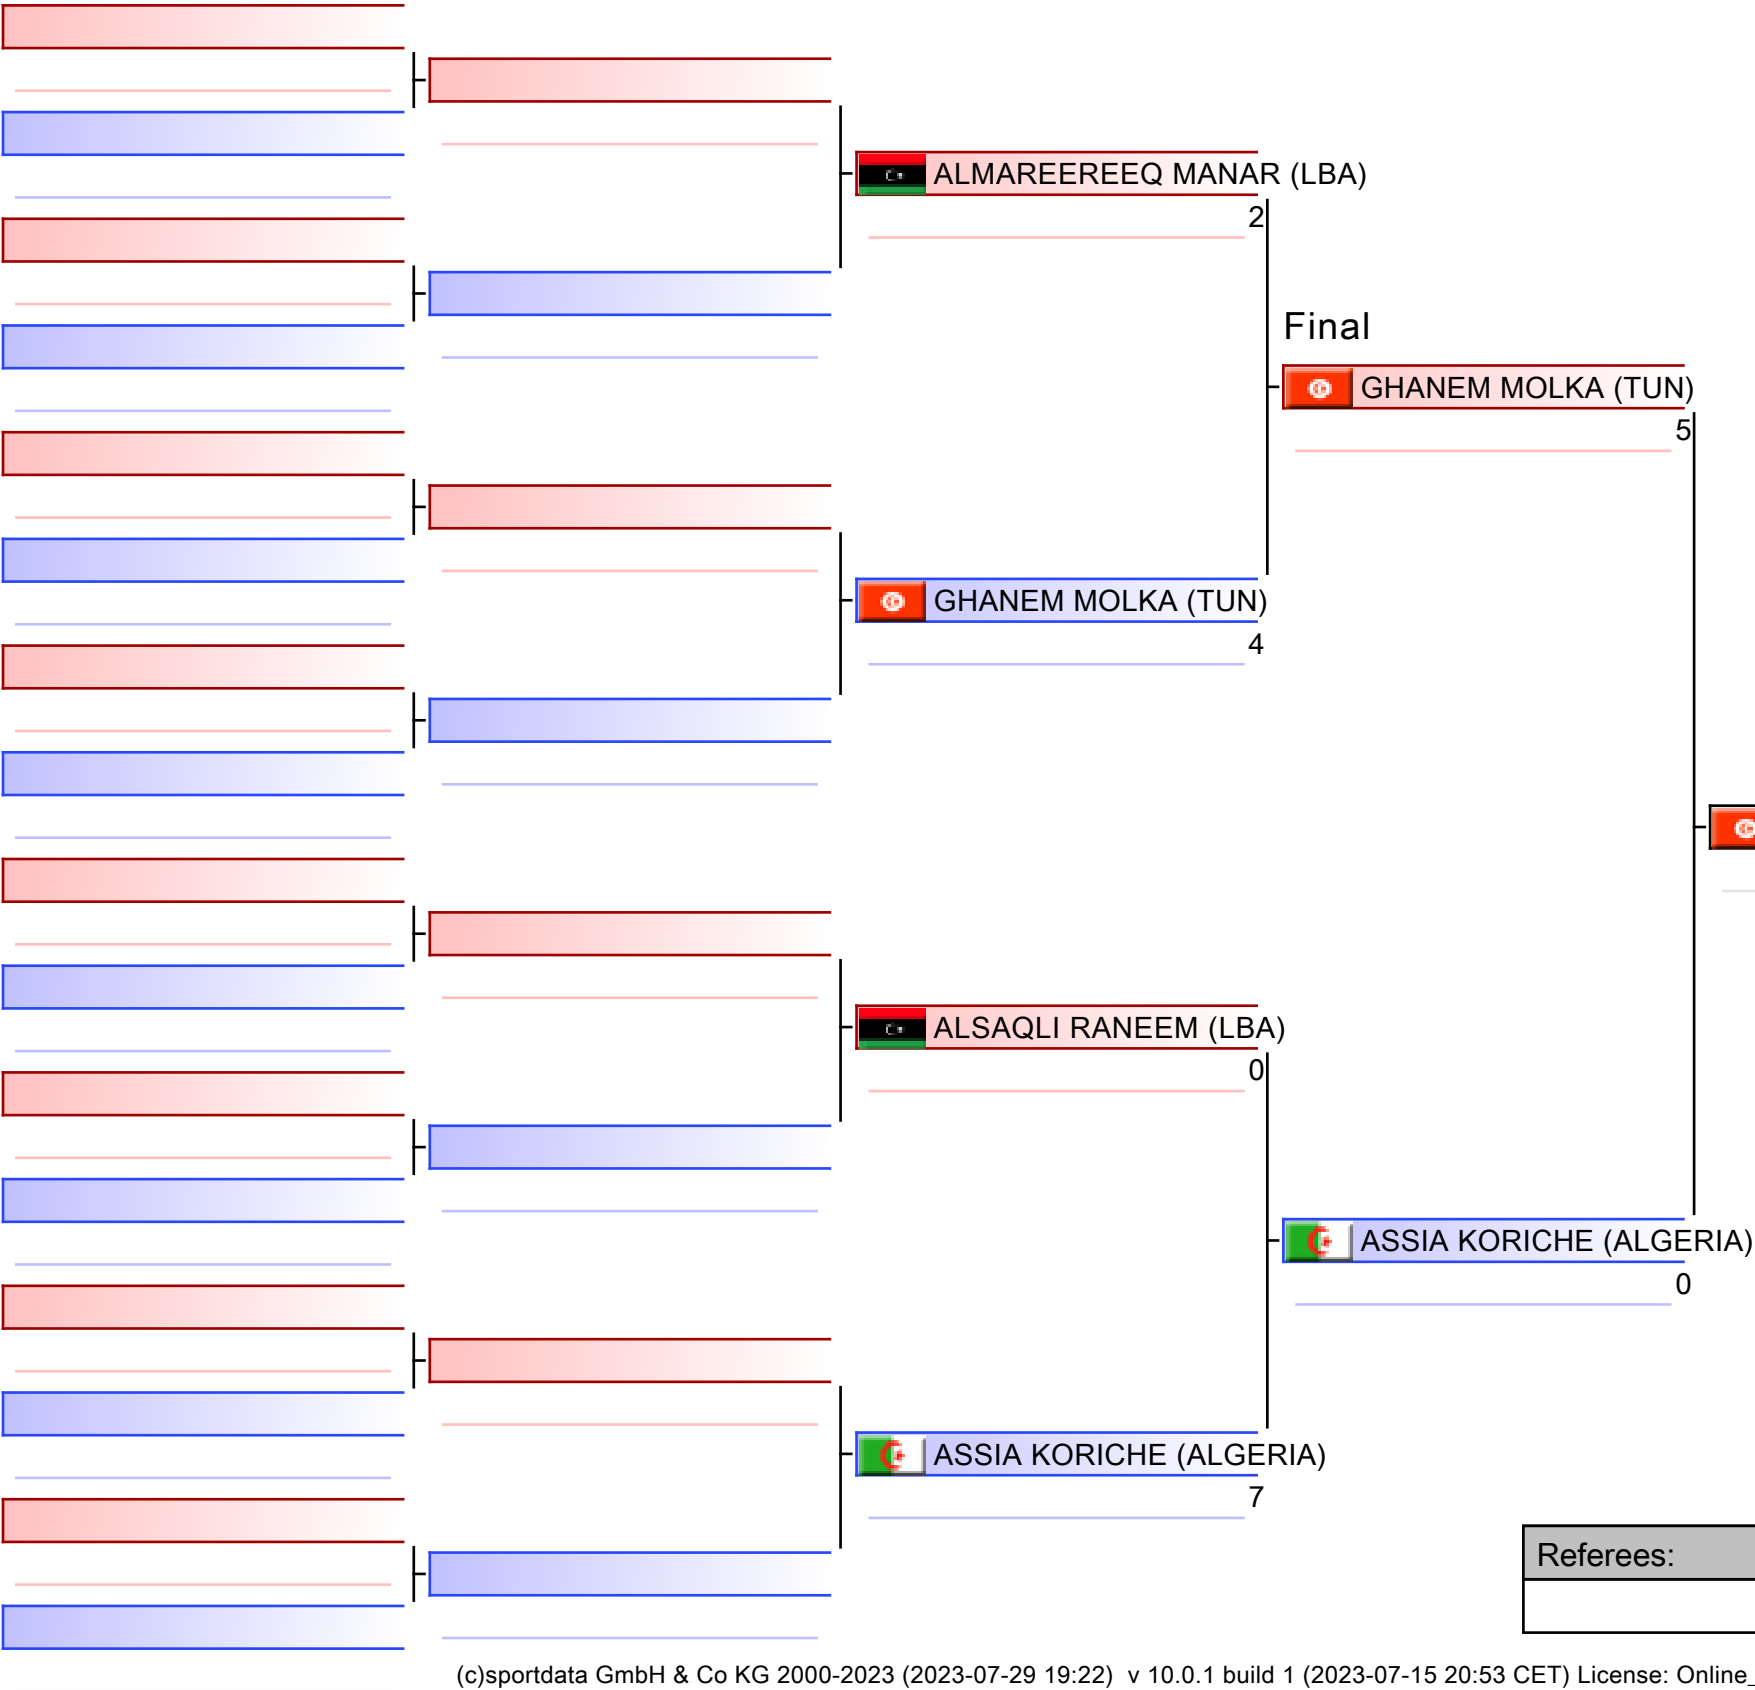 ALMAREEREEQ MANAR (LBA)
2
Final
GHANEM MOLKA (TUN)
5
GHANEM MOLKA (TUN)
4
ALSAQLI RANEEM (LBA)
0
ASSIA KORICHE (ALGERIA)
0
ASSIA KORICHE (ALGERIA)
7
Referees:
(c)sportdata GmbH & Co KG 2000-2023 (2023-07-29 19:22) v 10.0.1 build 1 (2023-07-15 20:53 CET) License: Online_